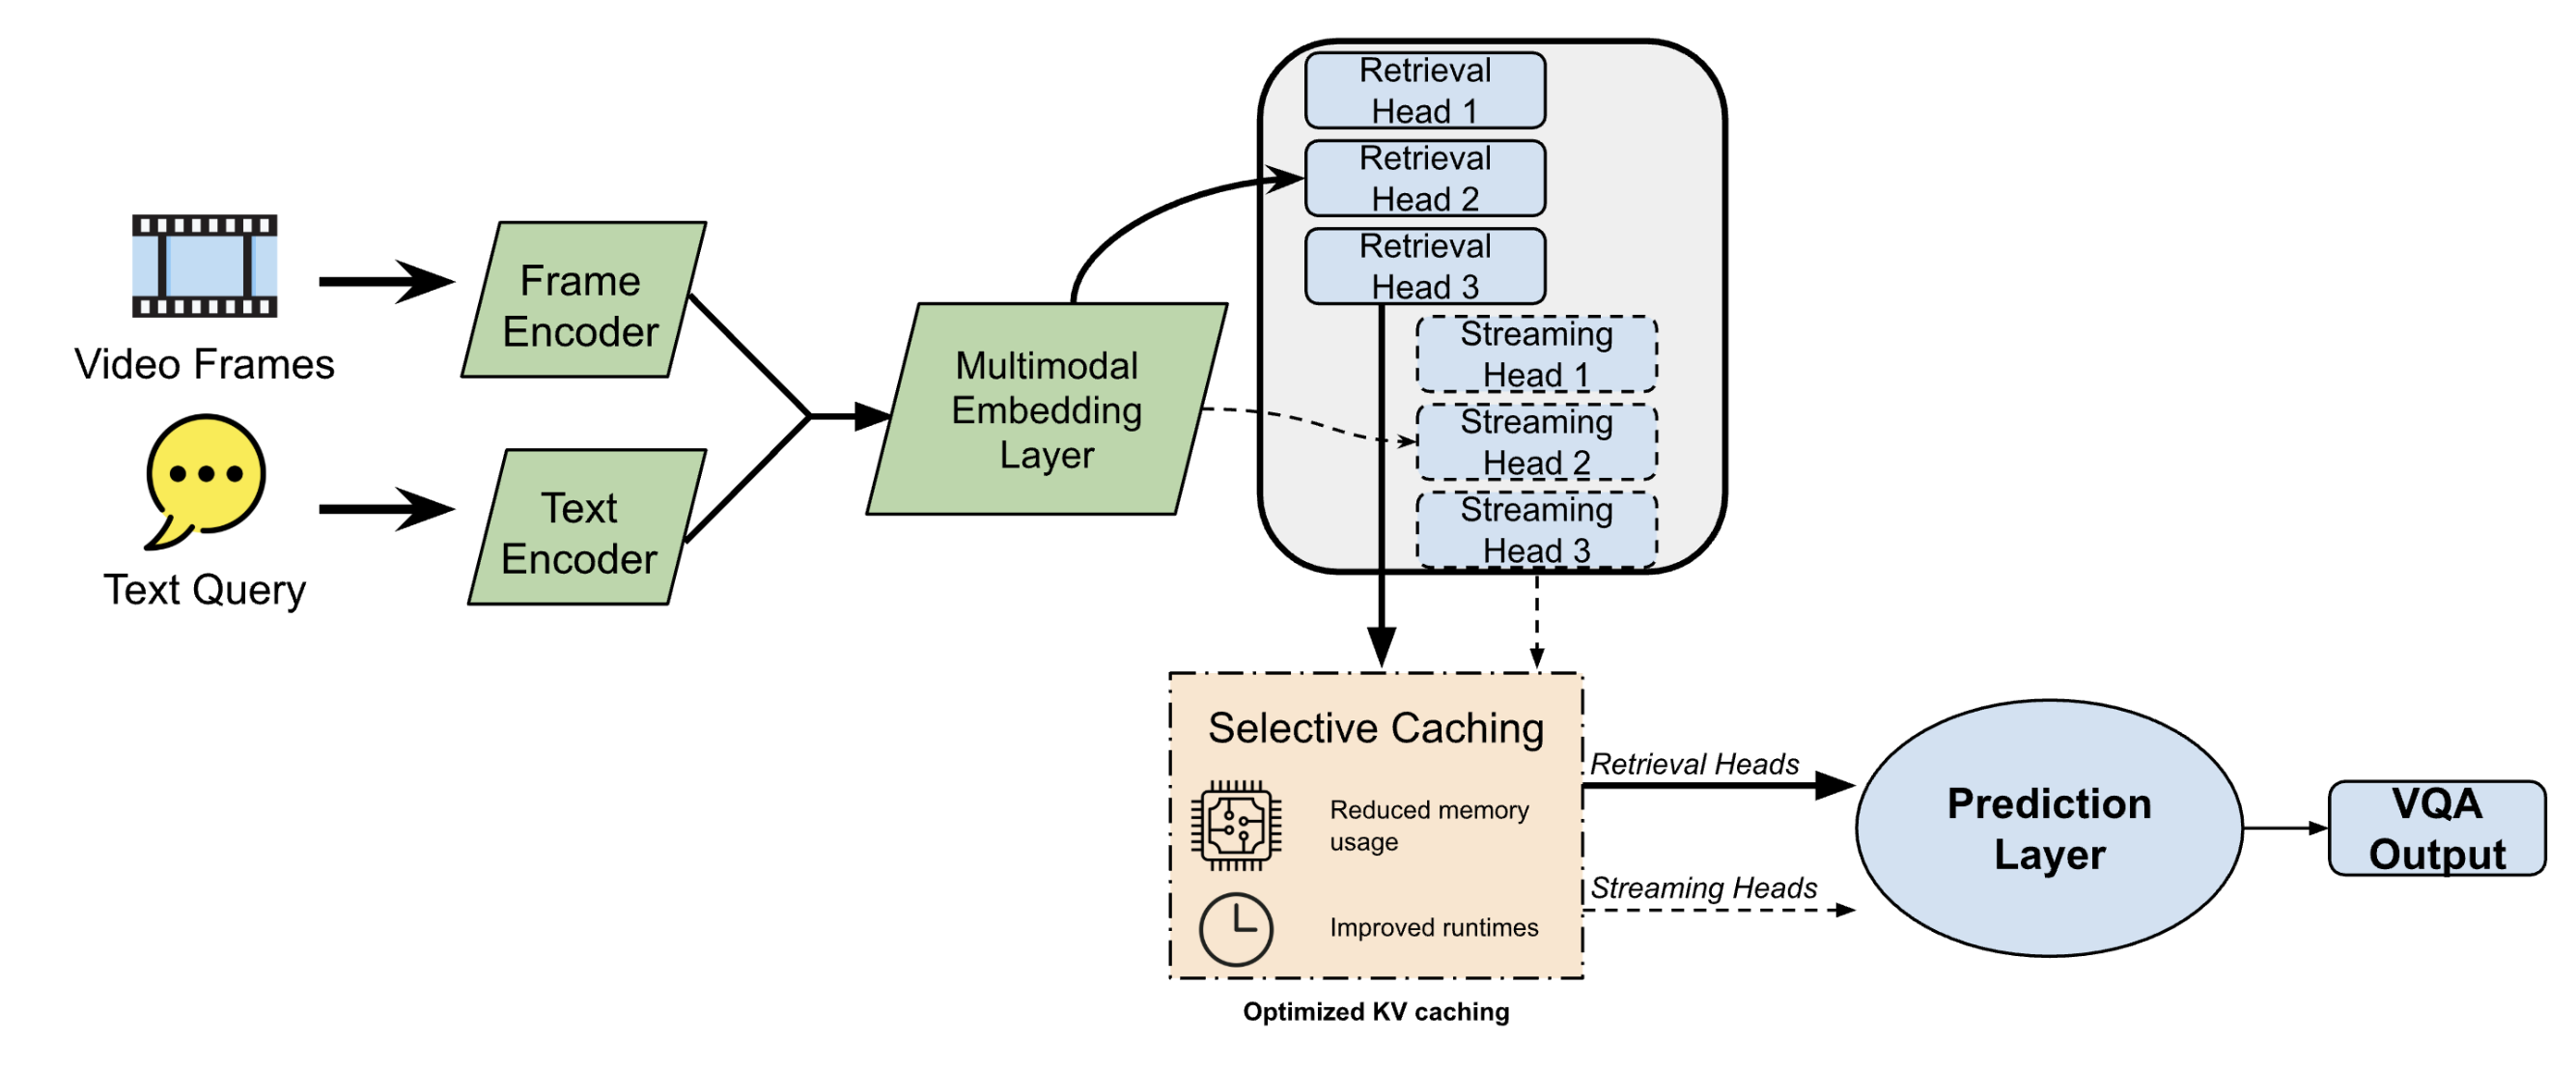 Video Frames
Text Query
Frame
Encoder
Text
Encoder
Multimodal
Embedding
Layer
Retrieval
Head 1
Retrieval
Head 2
Retrieval
Head 3
Streaming
Head 1
Streaming
Head 2
Streaming
Head 3
Selective Caching
Reduced memory
usage
Improved runtimes
Optimized KV caching
Retrieval Heads
Streaming Heads
Prediction
Layer
VQA
Output